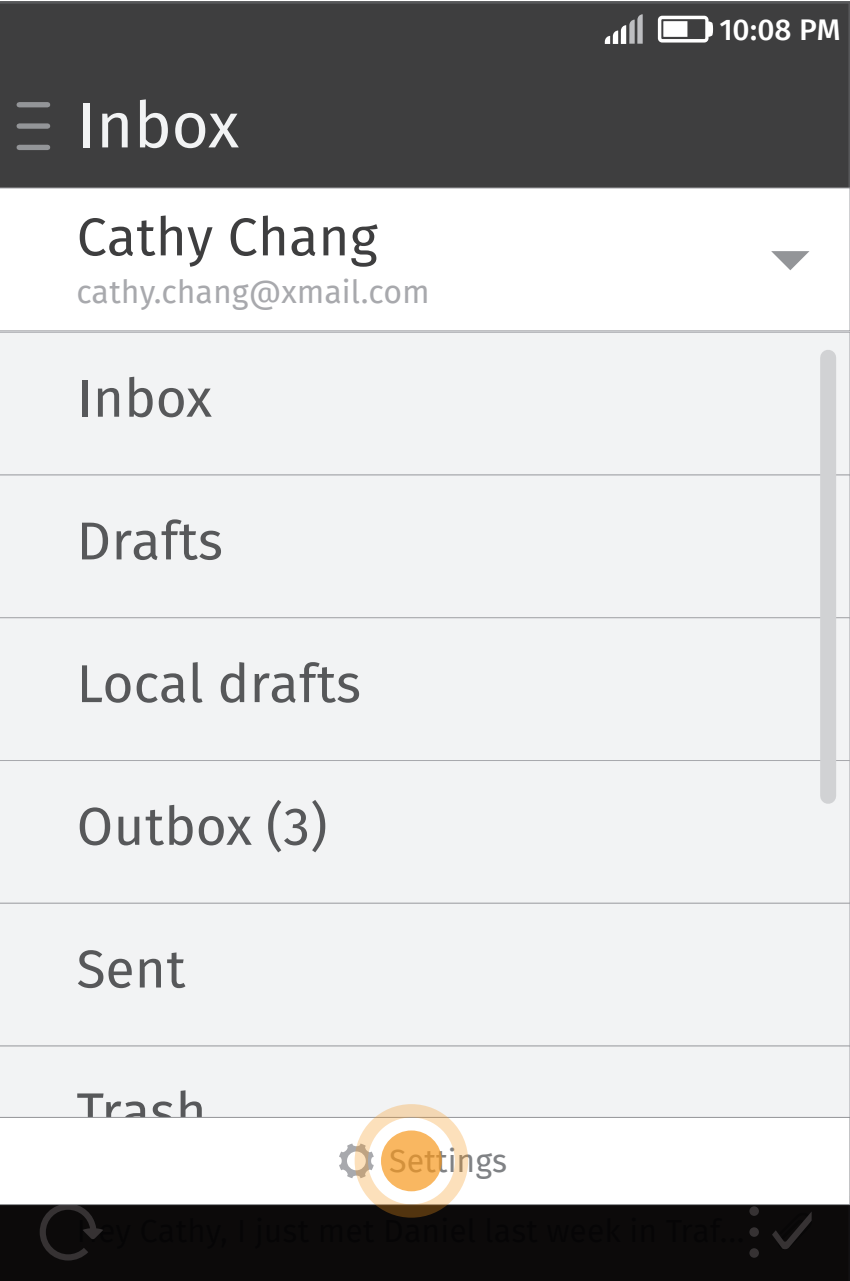 10:08 PM
Inbox
Cathy Chang
cathy.chang@xmail.com
Inbox
Drafts
Local drafts
Outbox (3)
Sent
Trash
Settings
Hey Cathy, I just met Daniel last week in Traf...